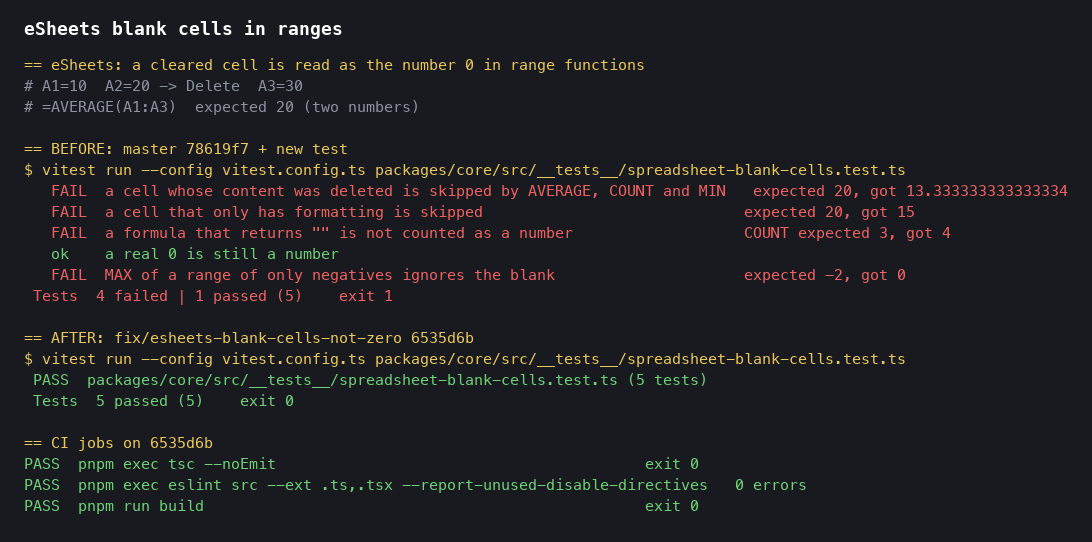 eSheets blank cells in ranges
== eSheets: a cleared cell is read as the number 0 in range functions
# A1=10  A2=20 -> Delete  A3=30
# =AVERAGE(A1:A3)  expected 20 (two numbers)
== BEFORE: master 78619f7 + new test
$ vitest run --config vitest.config.ts packages/core/src/__tests__/spreadsheet-blank-cells.test.ts
FAIL  a cell whose content was deleted is skipped by AVERAGE, COUNT and MIN   expected 20, got 13.333333333333334
FAIL  a cell that only has formatting is skipped   expected 20, got 15
FAIL  a formula that returns "" is not counted as a number   COUNT expected 3, got 4
ok    a real 0 is still a number
FAIL  MAX of a range of only negatives ignores the blank   expected -2, got 0
Tests  4 failed | 1 passed (5)    exit 1
== AFTER: fix/esheets-blank-cells-not-zero 6535d6b
$ vitest run --config vitest.config.ts packages/core/src/__tests__/spreadsheet-blank-cells.test.ts
PASS  packages/core/src/__tests__/spreadsheet-blank-cells.test.ts (5 tests)
Tests  5 passed (5)    exit 0
== CI jobs on 6535d6b
PASS  pnpm exec tsc --noEmit   exit 0
PASS  pnpm exec eslint src --ext .ts,.tsx --report-unused-disable-directives   0 errors
PASS  pnpm run build   exit 0